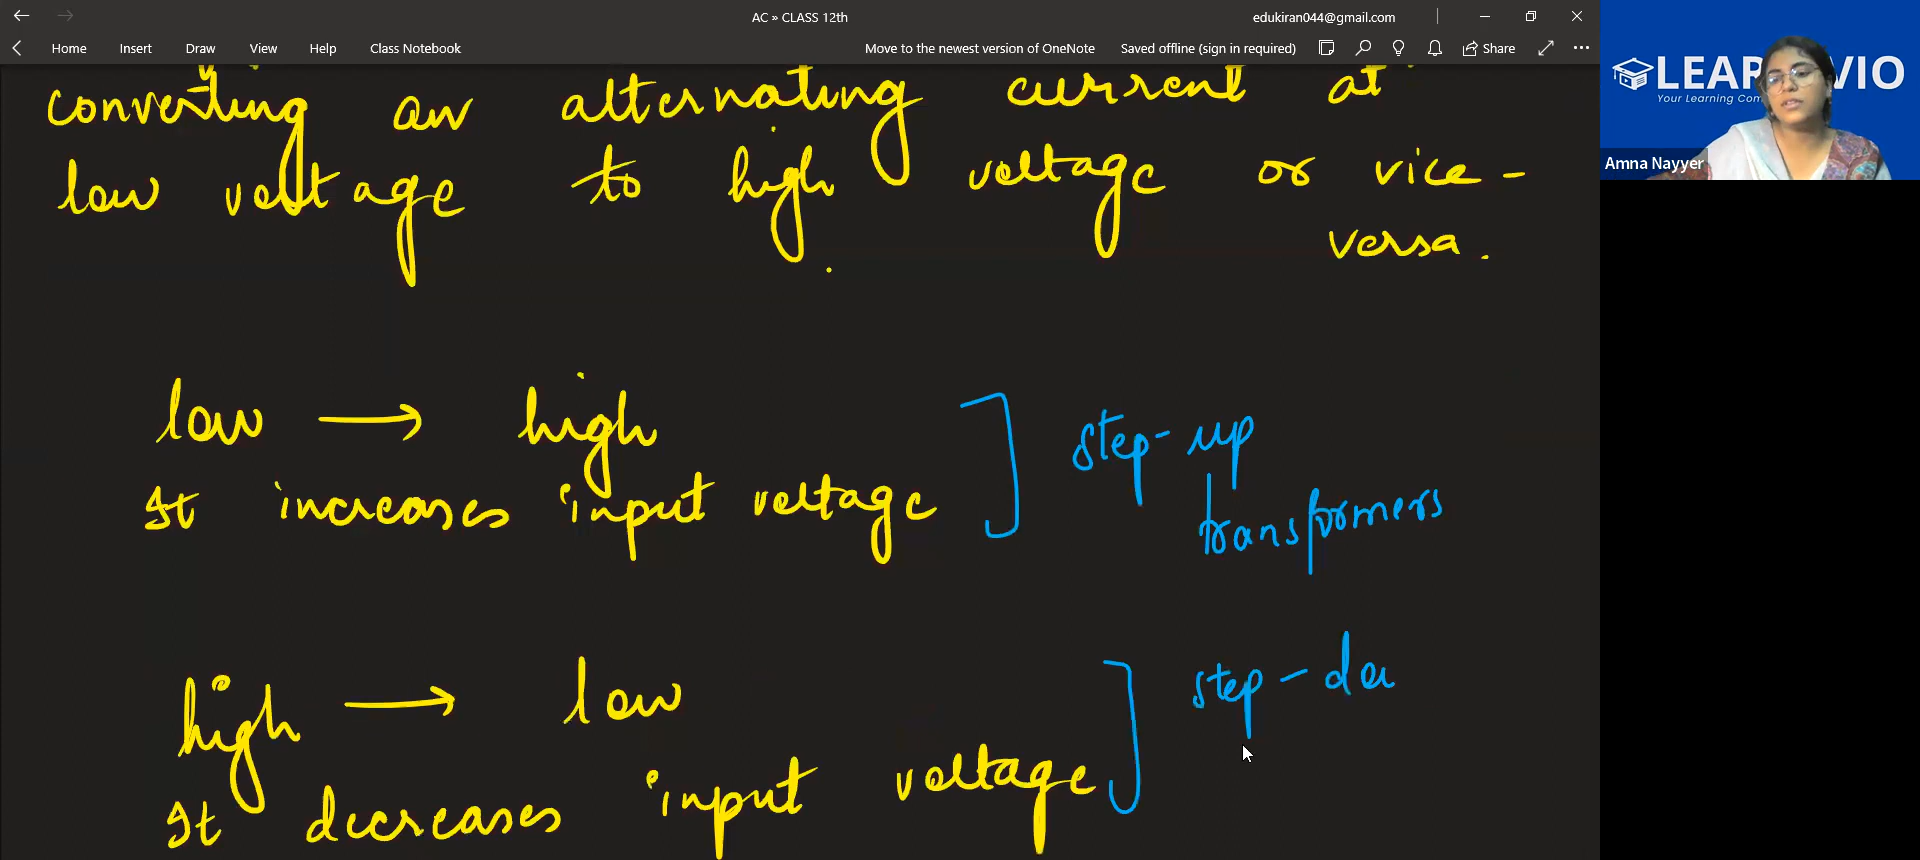 AC » CLASS 12th
edukiran044@gmail.com
Home Insert Draw View Help Class Notebook
Move to the newest version of OneNote Saved offline (sign in required) Share
converting an alternating current at
low voltage to high voltage or vice-
versa.
low → high
It increases input voltage
step-up
transformers
high → low
It decreases input voltage
step-do
LEAR VIO
Your Learning Com
Amna Nayyer